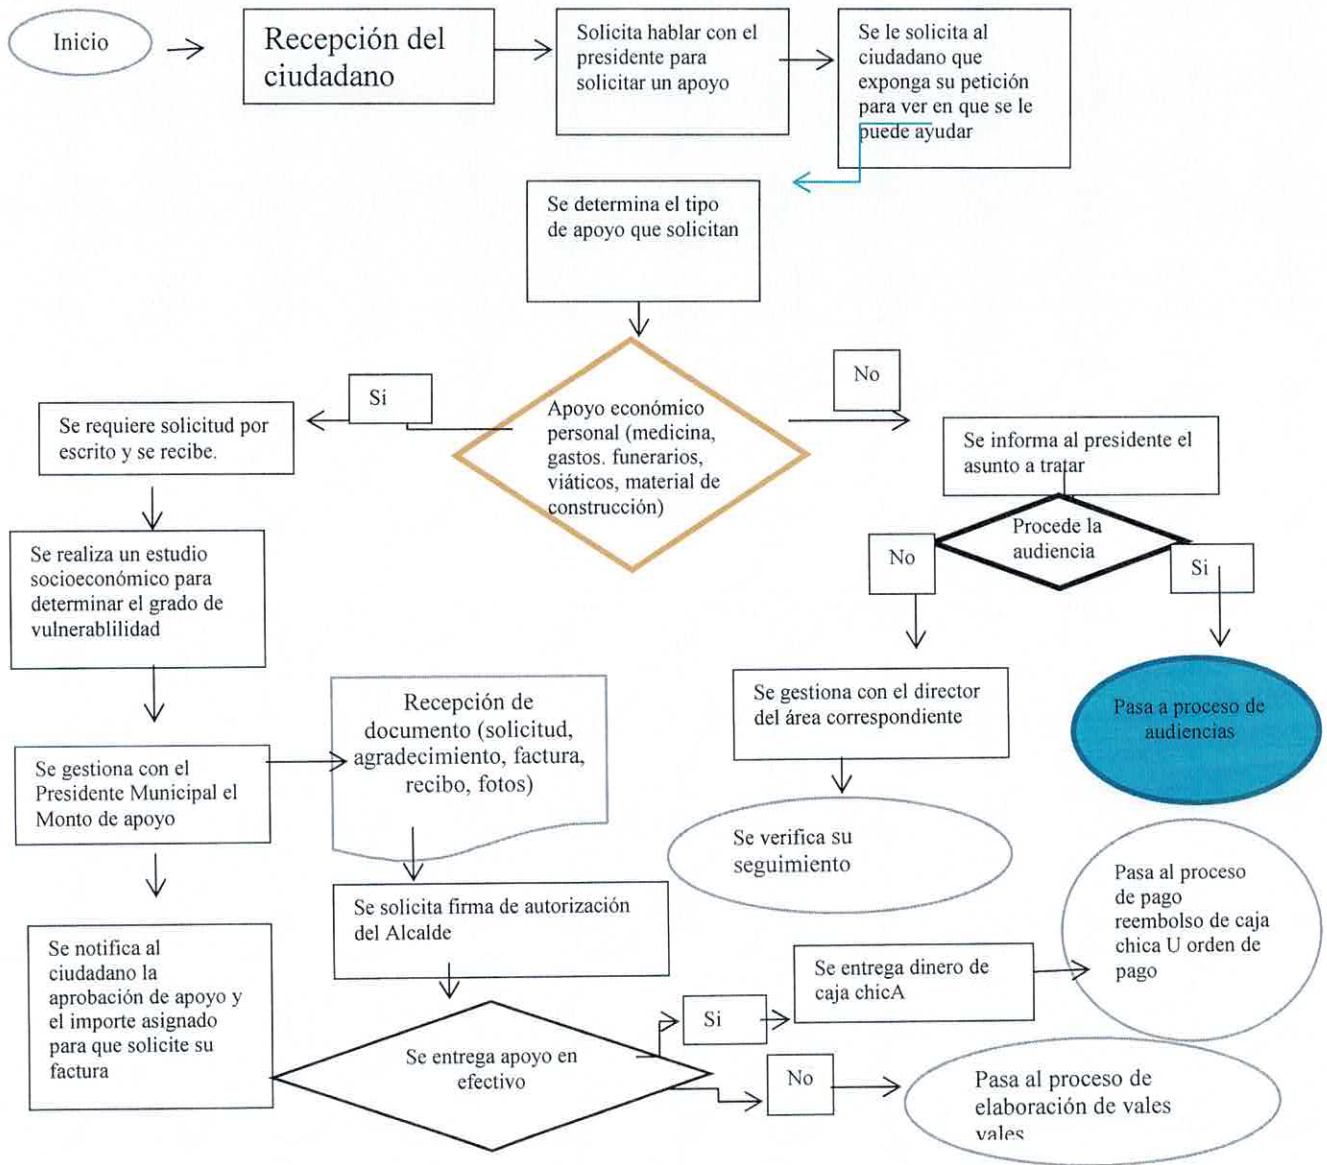 Inicio
Recepción del
ciudadano
Solicita hablar con el
presidente para
solicitar un apoyo
Se le solicita al
ciudadano que
exponga su petición
para ver en que se le
puede ayudar
Se determina el tipo
de apoyo que solicitan
Si
No
Apoyo económico
personal (medicina,
gastos. funerarios,
viáticos, material de
construcción)
Se requiere solicitud por
escrito y se recibe.
Se informa al presidente el
asunto a tratar
Procede la
audiencia
No
Si
Se realiza un estudio
socioeconómico para
determinar el grado de
vulnerablilidad
Se gestiona con el director
del área correspondiente
Pasa a proceso de
audiencias
Recepción de
documento (solicitud,
agradecimiento, factura,
recibo, fotos)
Se gestiona con el
Presidente Municipal el
Monto de apoyo
Se verifica su
seguimiento
Pasa al proceso
de pago
reembolso de caja
chica U orden de
pago
Se solicita firma de autorización
del Alcalde
Se notifica al
ciudadano la
aprobación de apoyo y
el importe asignado
para que solicite su
factura
Se entrega dinero de
caja chicA
Si
Se entrega apoyo en
efectivo
No
Pasa al proceso de
elaboración de vales
vales